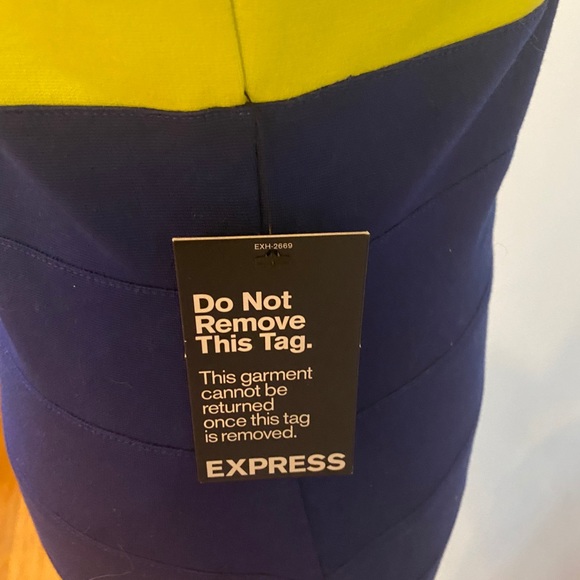 EXH-2669
Do Not
Remove
This Tag.
This garment
cannot be
returned
once this tag
is removed.
EXPRESS